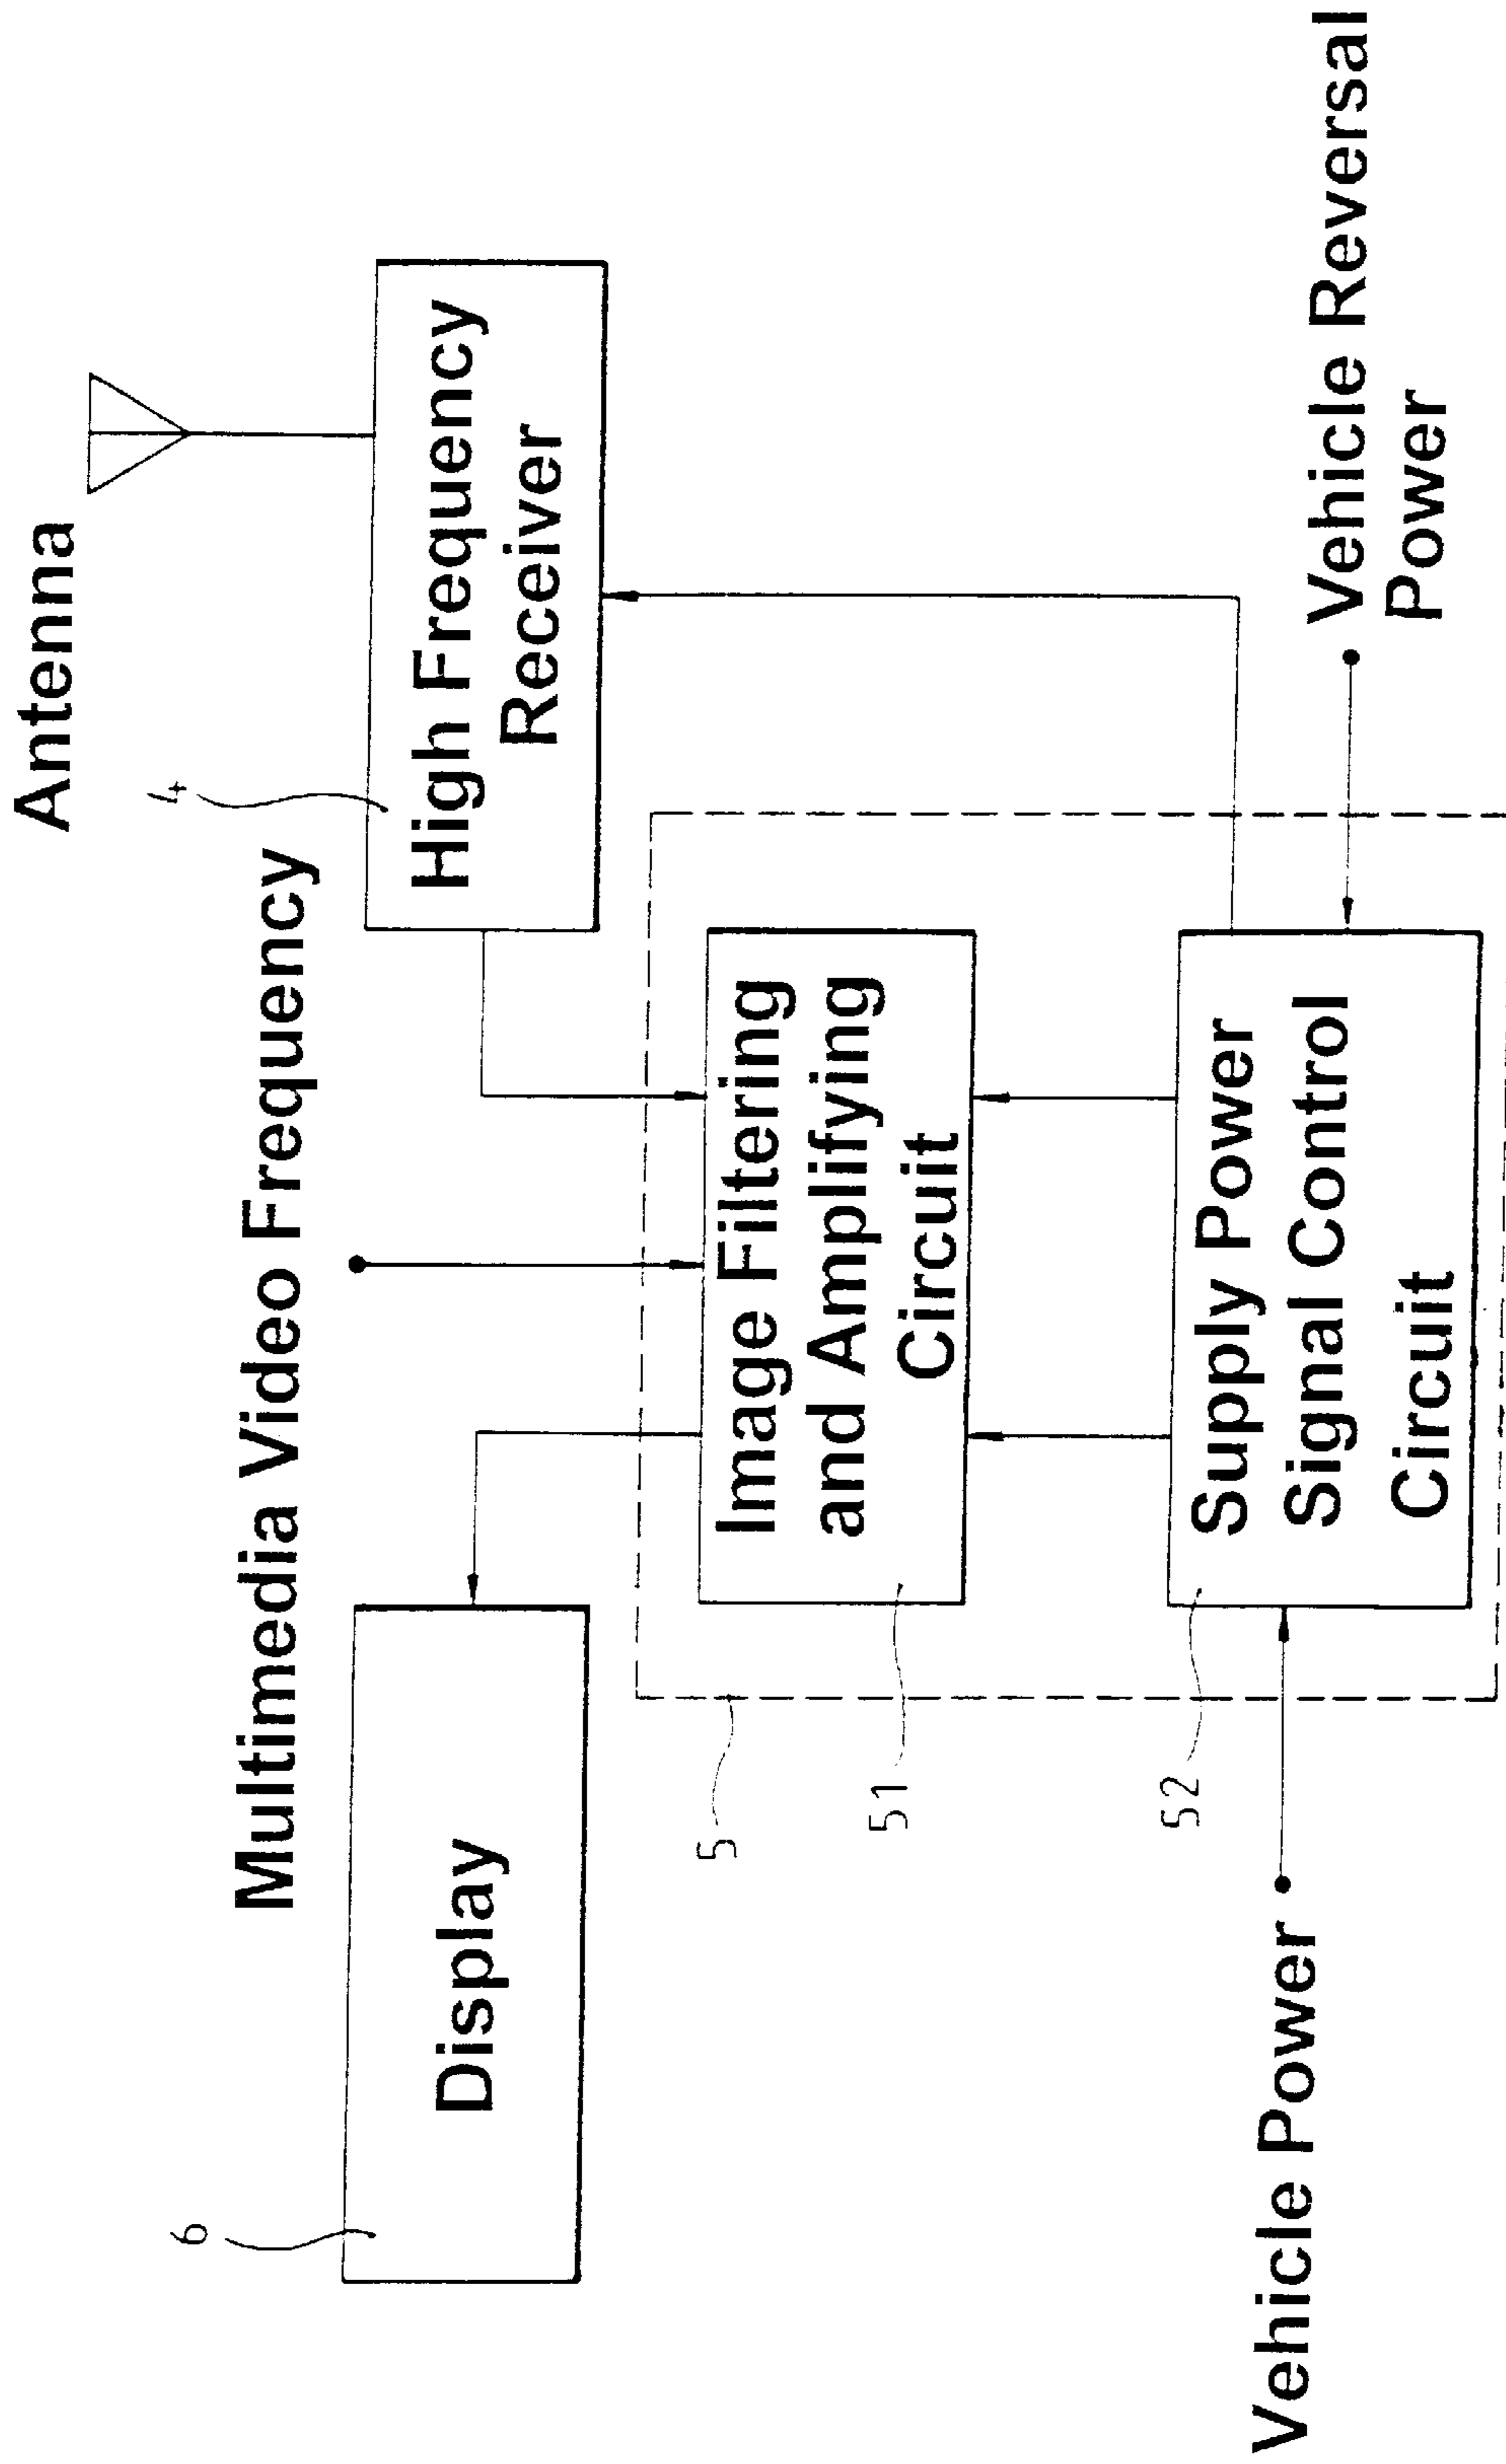 Antenna
4
Multimedia Video Frequency
High Frequency
Receiver
6
Display
5
Image Filtering
and Amplifying
Circuit
51
Supply Power
Signal Control
Circuit
52
Vehicle Power
Vehicle Reversal
Power